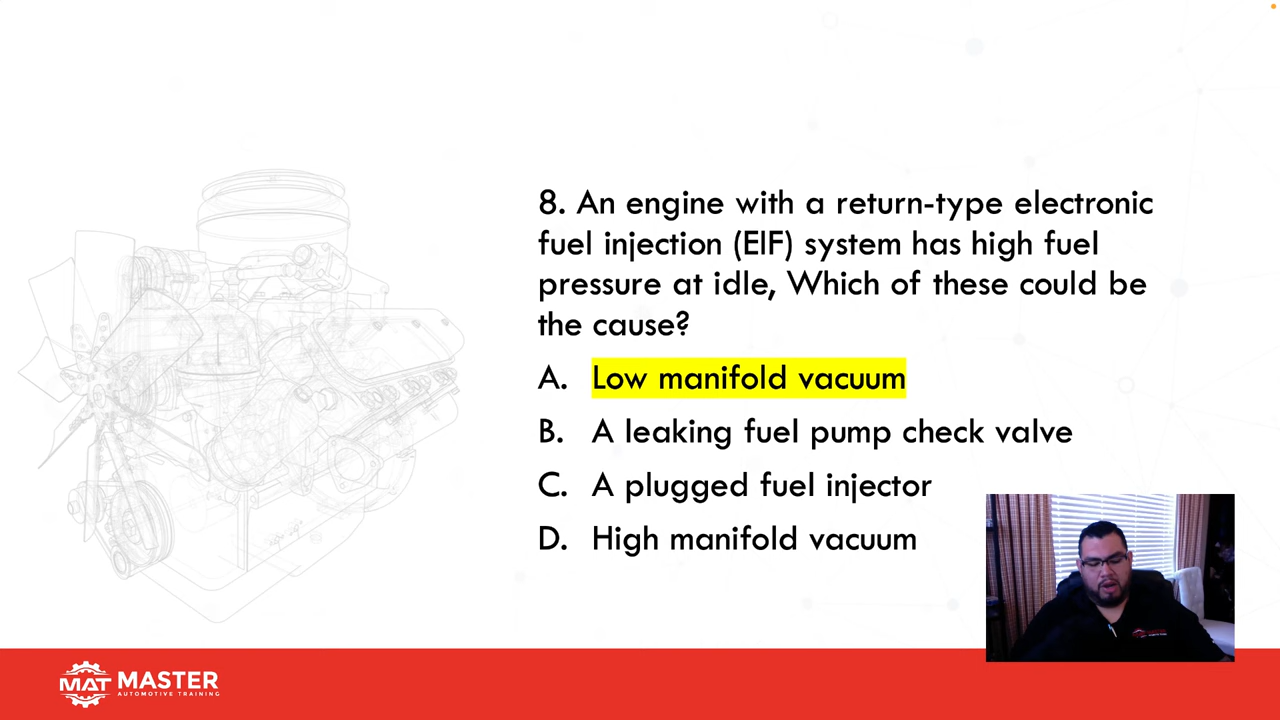 8. An engine with a return-type electronic
fuel injection (EIF) system has high fuel
pressure at idle, Which of these could be
the cause?
A. Low manifold vacuum
B. A leaking fuel pump check valve
C. A plugged fuel injector
D. High manifold vacuum
MAT MASTER
AUTOMOTIVE TRAINING